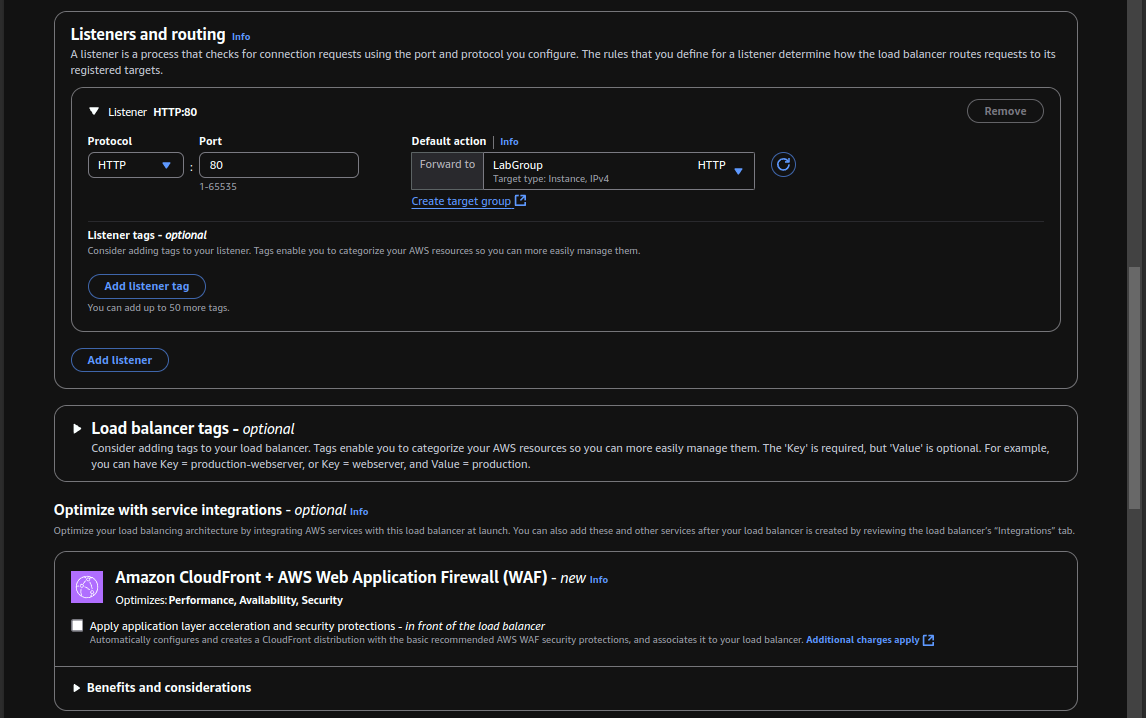 Listeners and routing Info
A listener is a process that checks for connection requests using the port and protocol you configure. The rules that you define for a listener determine how the load balancer routes requests to its
registered targets.
Listener HTTP:80
Remove
Protocol
Port
Default action | Info
HTTP
:
80
Forward to
LabGroup
HTTP
Target type: Instance, IPv4
1-65535
Create target group
Listener tags - optional
Consider adding tags to your listener. Tags enable you to categorize your AWS resources so you can more easily manage them.
Add listener tag
You can add up to 50 more tags.
Add listener
Load balancer tags - optional
Consider adding tags to your load balancer. Tags enable you to categorize your AWS resources so you can more easily manage them. The 'Key' is required, but 'Value' is optional. For example,
you can have Key = production-webserver, or Key = webserver, and Value = production.
Optimize with service integrations - optional Info
Optimize your load balancing architecture by integrating AWS services with this load balancer at launch. You can also add these and other services after your load balancer is created by reviewing the load balancer's "Integrations" tab.
Amazon CloudFront + AWS Web Application Firewall (WAF) - new Info
Optimizes: Performance, Availability, Security
Apply application layer acceleration and security protections - in front of the load balancer
Automatically configures and creates a CloudFront distribution with the basic recommended AWS WAF security protections, and associates it to your load balancer. Additional charges apply
Benefits and considerations